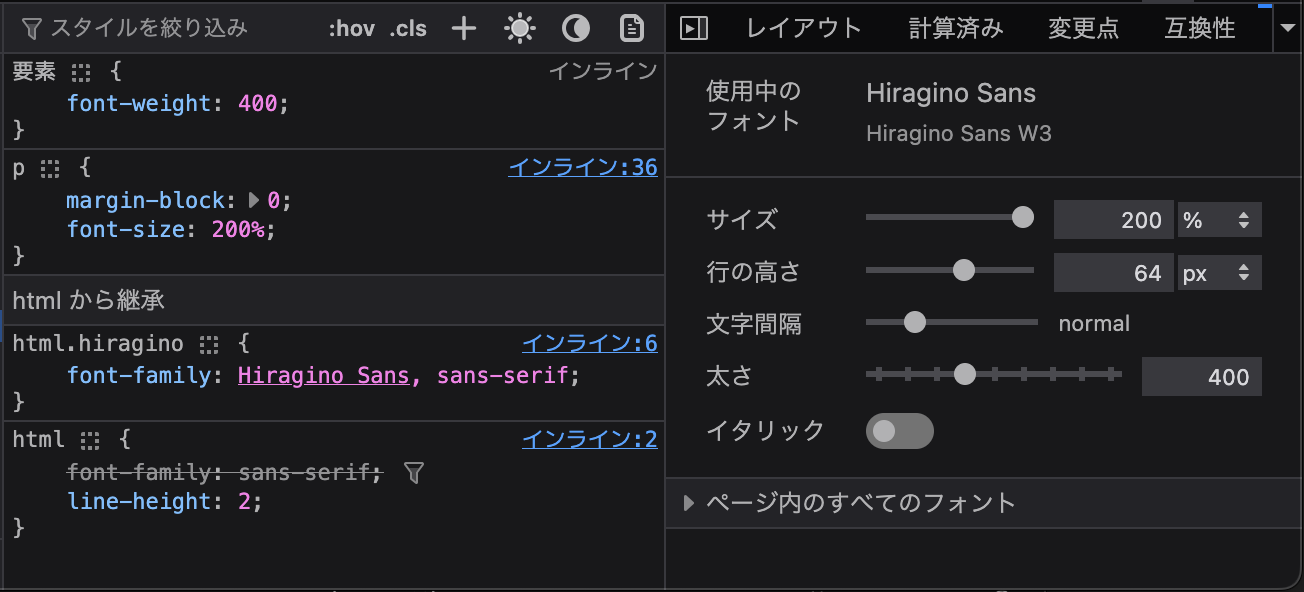 スタイルを絞り込み :hov .cls
要素 { インライン
font-weight: 400;
}
p { インライン:36
margin-block: 0;
font-size: 200%;
}
html から継承
html.hiragino { インライン:6
font-family: Hiragino Sans, sans-serif;
}
html { インライン:2
font-family: sans-serif;
line-height: 2;
}
レイアウト 計算済み 変更点 互換性
使用中の
フォント
Hiragino Sans
Hiragino Sans W3
サイズ 200 %
行の高さ 64 px
文字間隔 normal
太さ 400
イタリック
ページ内のすべてのフォント